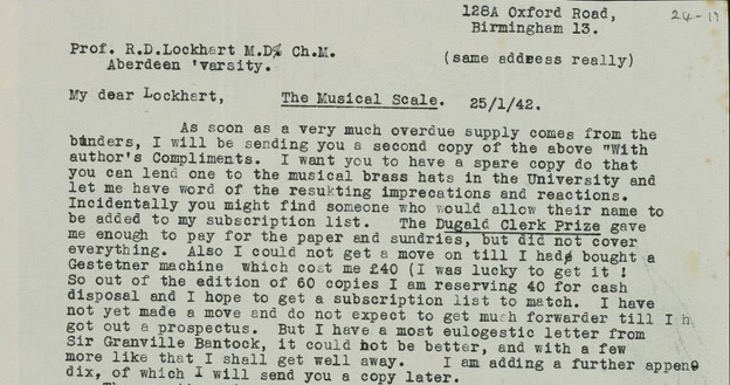 128A Oxford Road,
24-19
Birmingham 13.
Prof. R.D.Lockhart M.D. Ch.M.
(same address really)
Aberdeen 'varsity.
My dear Lockhart, The Musical Scale. 25/1/42.
As soon as a very much overdue supply comes from the
binders, I will be sending you a second copy of the above "With
author's Compliments. I want you to have a spare copy do that
you can lend one to the musical brass hats in the University and
let me have word of the resukting imprecations and reactions.
Incidentally you might find someone who would allow their name to
be added to my subscription list. The Dugald Clerk Prize gave
me enough to pay for the paper and sundries, but did not cover
everything. Also I could not get a move on till I had bought a
Gestetner machine which cost me £40 (I was lucky to get it !
So out of the edition of 60 copies I am reserving 40 for cash
disposal and I hope to get a subscription list to match. I have
not yet made a move and do not expect to get much forwarder till I h
got out a prospectus. But I have a most eulogestic letter from
Sir Granville Bantock, it could not be better, and with a few
more like that I shall get well away. I am adding a further appen
dix, of which I will send you a copy later.